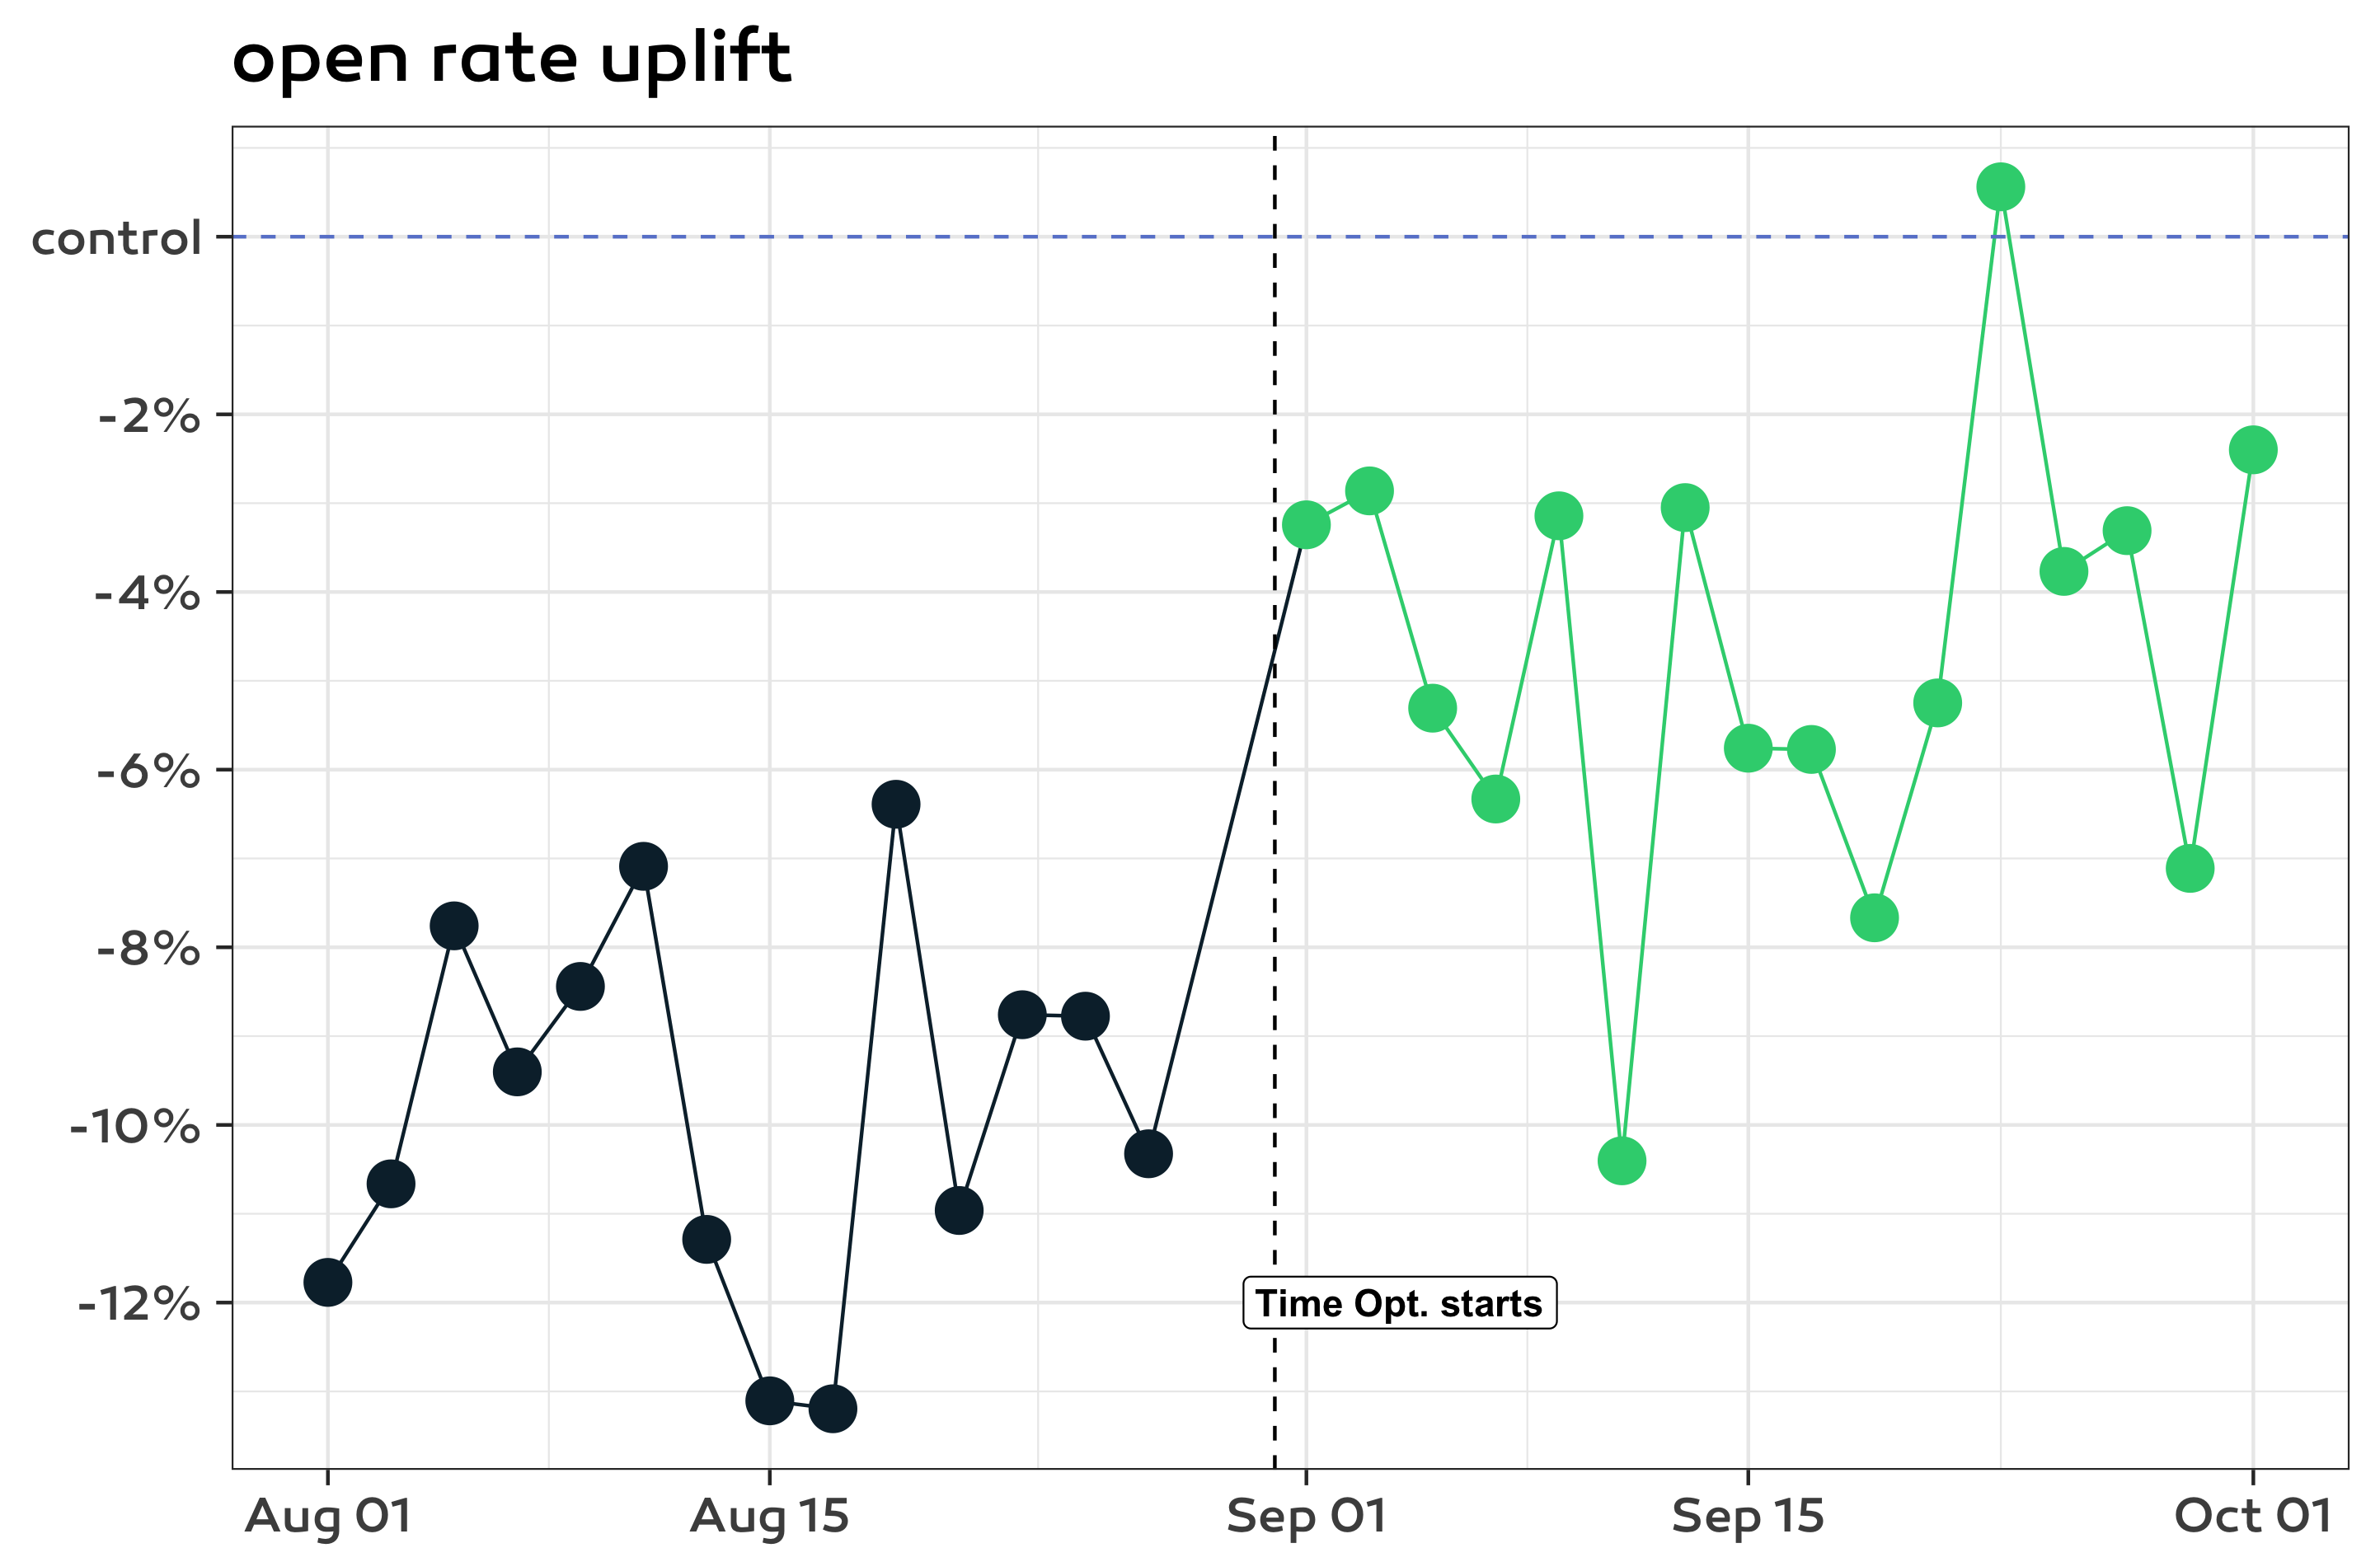 open rate uplift
control
-2%
-4%
-6%
-8%
-10%
-12%
Time Opt. starts
Aug 01
Aug 15
Sep 01
Sep 15
Oct 01